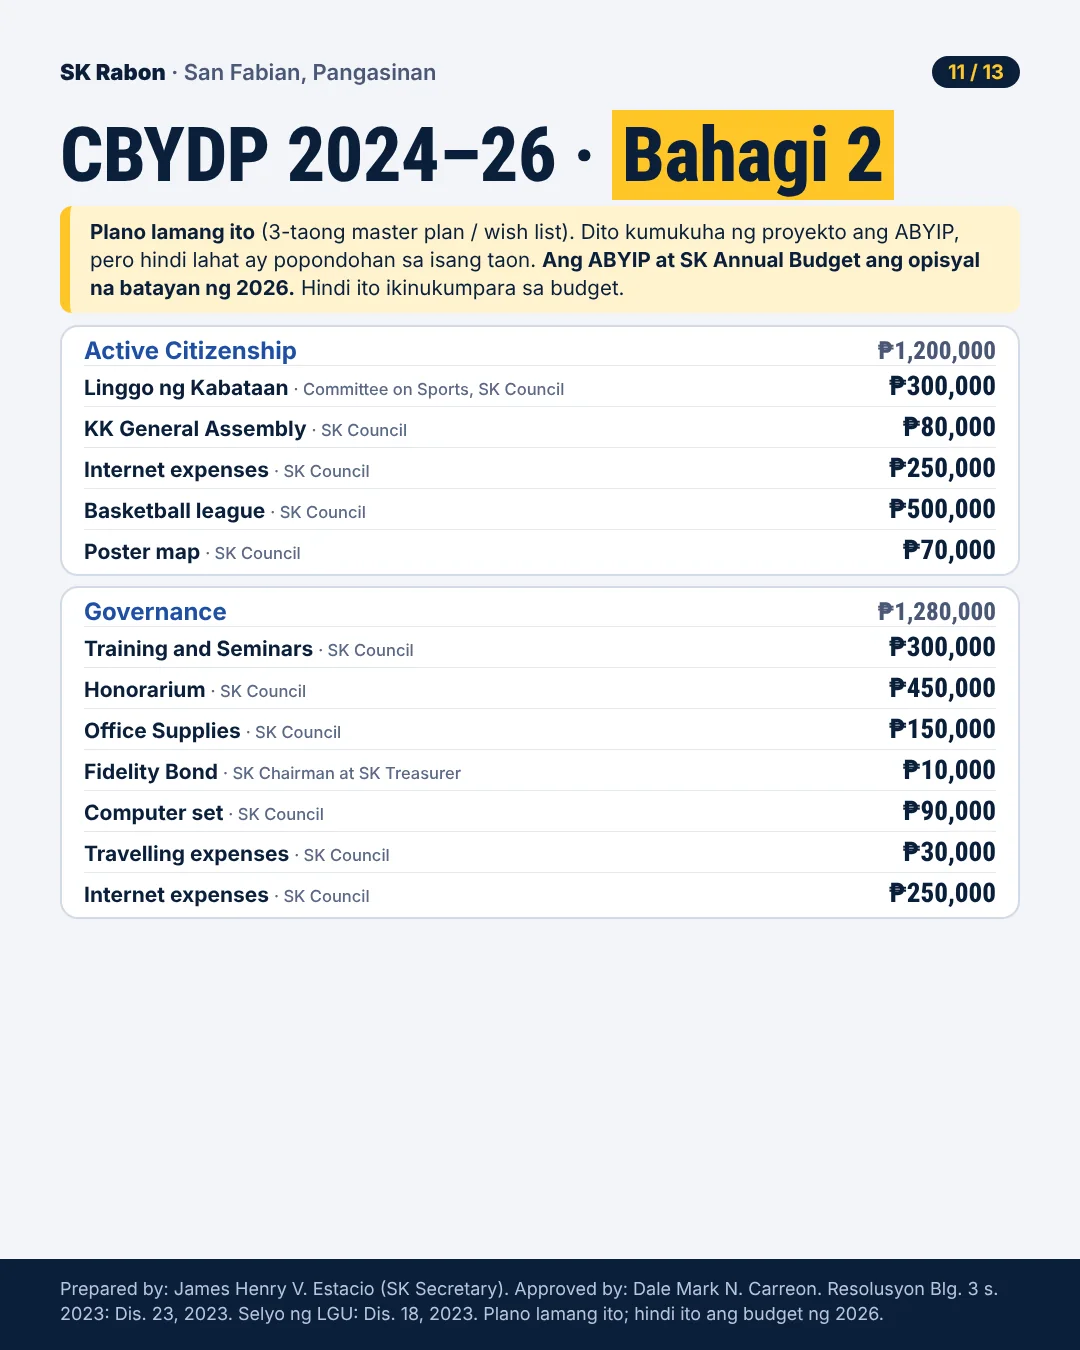 SK Rabon · San Fabian, Pangasinan
11 / 13
CBYDP 2024–26 · Bahagi 2
Plano lamang ito (3-taong master plan / wish list). Dito kumukuha ng proyekto ang ABYIP,
pero hindi lahat ay popondohan sa isang taon. Ang ABYIP at SK Annual Budget ang opisyal
na batayan ng 2026. Hindi ito ikinukumpara sa budget.
Active Citizenship ₱1,200,000
Linggo ng Kabataan · Committee on Sports, SK Council ₱300,000
KK General Assembly · SK Council ₱80,000
Internet expenses · SK Council ₱250,000
Basketball league · SK Council ₱500,000
Poster map · SK Council ₱70,000
Governance ₱1,280,000
Training and Seminars · SK Council ₱300,000
Honorarium · SK Council ₱450,000
Office Supplies · SK Council ₱150,000
Fidelity Bond · SK Chairman at SK Treasurer ₱10,000
Computer set · SK Council ₱90,000
Travelling expenses · SK Council ₱30,000
Internet expenses · SK Council ₱250,000
Prepared by: James Henry V. Estacio (SK Secretary). Approved by: Dale Mark N. Carreon. Resolusyon Blg. 3 s.
2023: Dis. 23, 2023. Selyo ng LGU: Dis. 18, 2023. Plano lamang ito; hindi ito ang budget ng 2026.